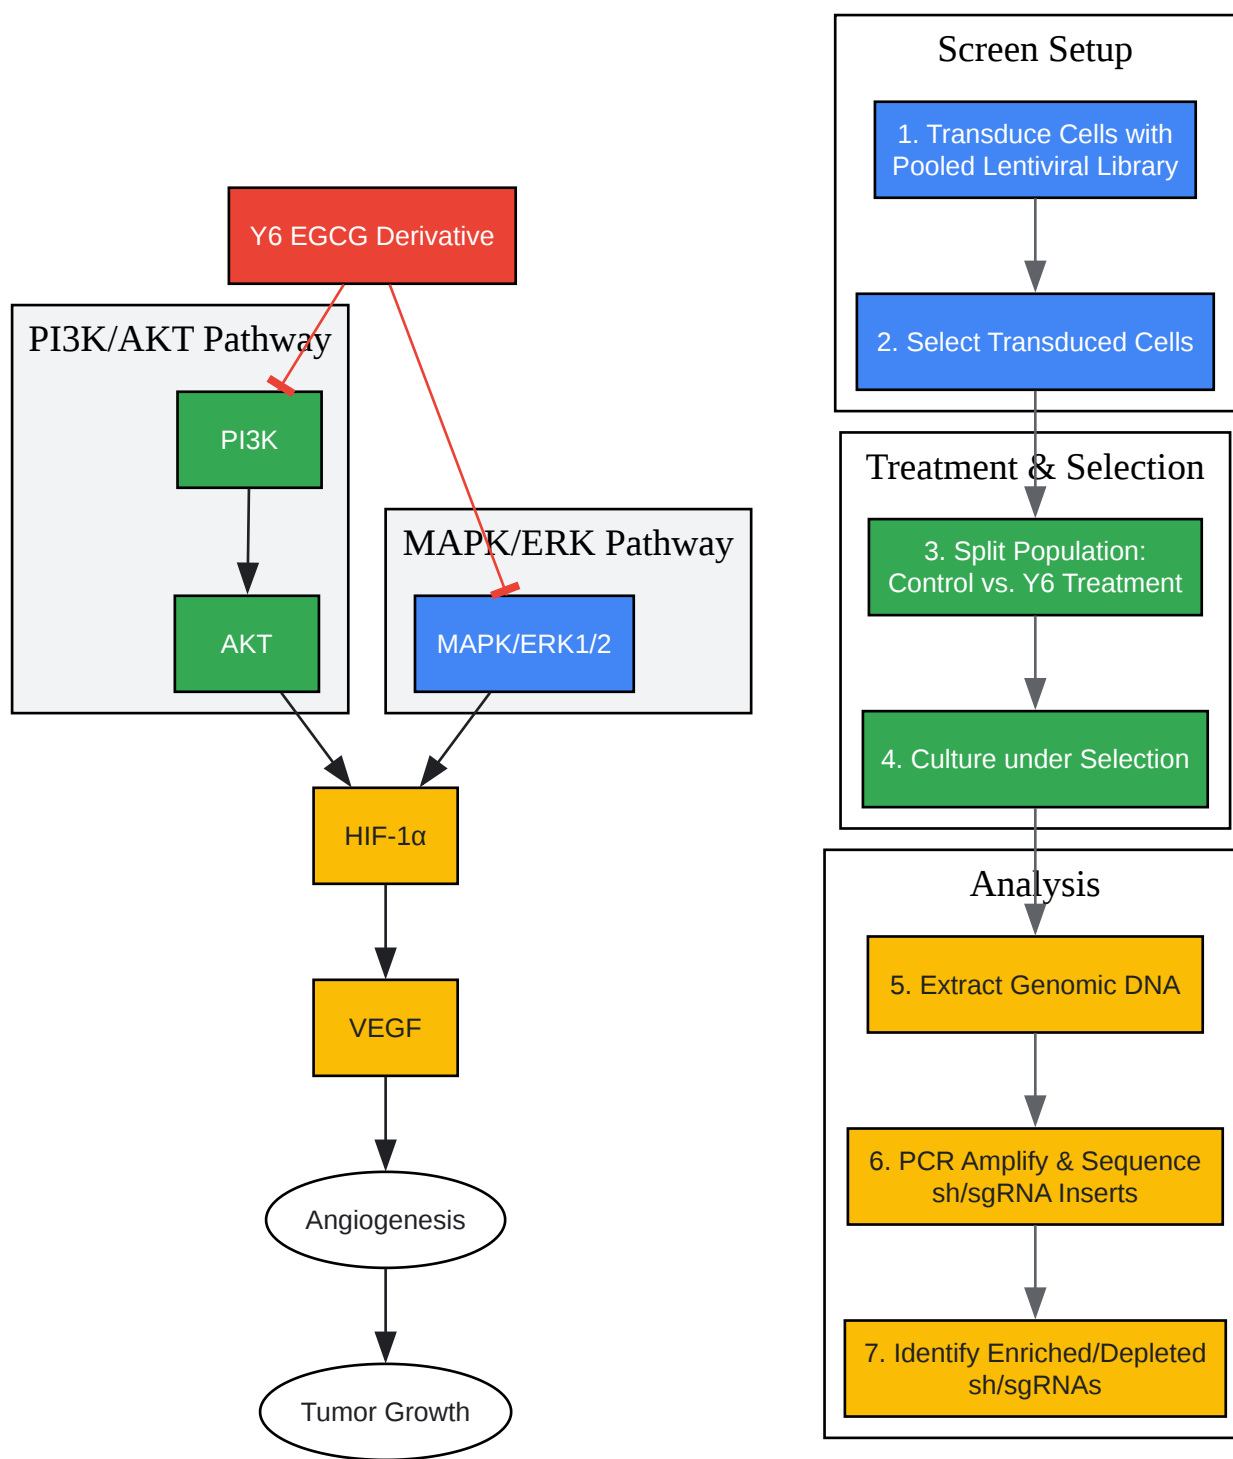 Y6 EGCG Derivative
PI3K/AKT Pathway
PI3K
AKT
MAPK/ERK Pathway
MAPK/ERK1/2
HIF-1α
VEGF
Angiogenesis
Tumor Growth
Screen Setup
1. Transduce Cells with
Pooled Lentiviral Library
2. Select Transduced Cells
Treatment & Selection
3. Split Population:
Control vs. Y6 Treatment
4. Culture under Selection
Analysis
5. Extract Genomic DNA
6. PCR Amplify & Sequence
sh/sgRNA Inserts
7. Identify Enriched/Depleted
sh/sgRNAs